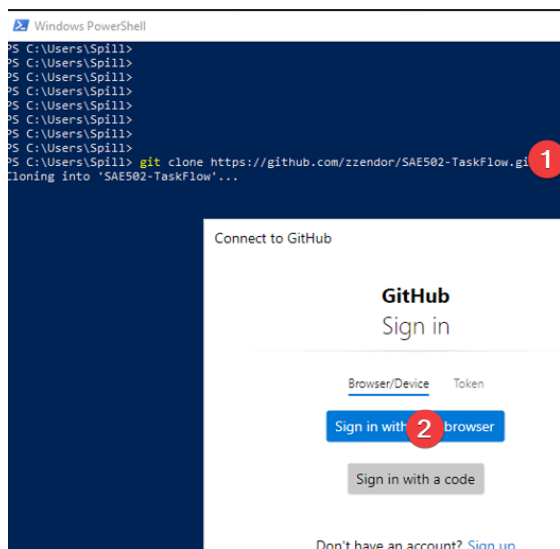 Windows PowerShell
PS C:\Users\Spill>
PS C:\Users\Spill>
PS C:\Users\Spill>
PS C:\Users\Spill>
PS C:\Users\Spill>
PS C:\Users\Spill>
PS C:\Users\Spill>
PS C:\Users\Spill>
PS C:\Users\Spill> git clone https://github.com/zzendor/SAE502-TaskFlow.gi
1
Cloning into 'SAE502-TaskFlow'...
Connect to GitHub
GitHub
Sign in
Browser/Device Token
Sign in with 2 browser
Sign in with a code
Don't have an account? Sign up